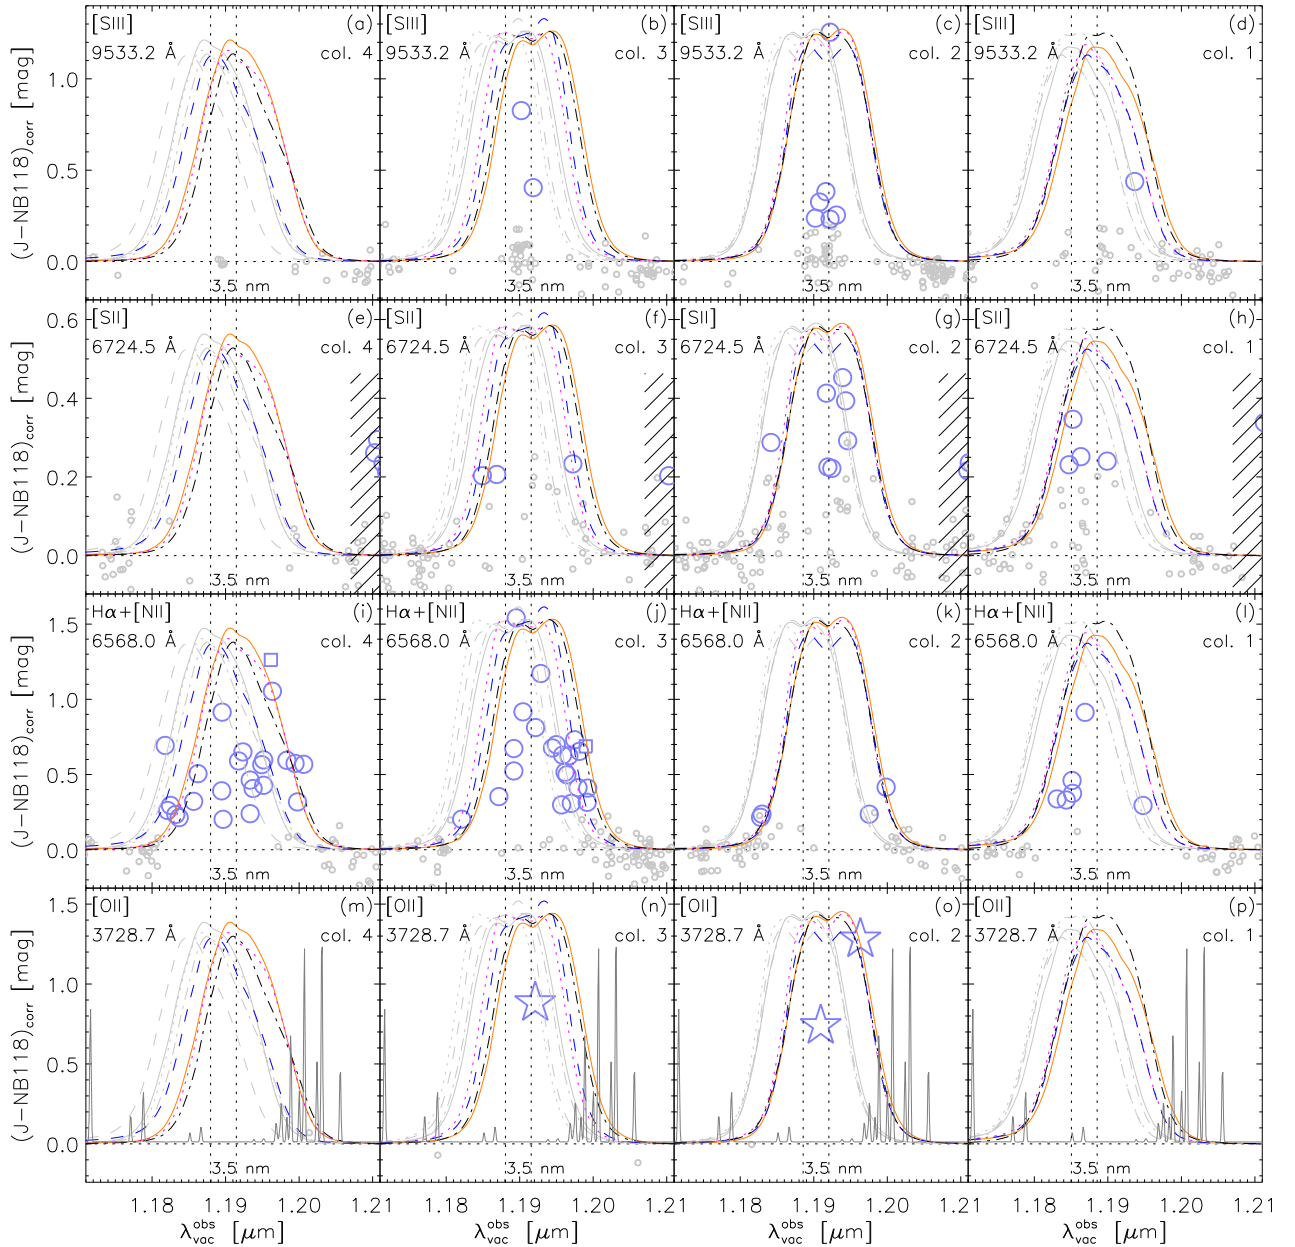 [SIII] (a) [SIII] (b) [SIII] (c) [SIII] (d)
9533.2 Å col. 4 9533.2 Å col. 3 9533.2 Å col. 2 9533.2 Å col. 1
1.0
0.5
0.0
(J−NB118)corr [mag]
3.5 nm 3.5 nm 3.5 nm 3.5 nm
[SII] (e) [SII] (f) [SII] (g) [SII] (h)
6724.5 Å col. 4 6724.5 Å col. 3 6724.5 Å col. 2 6724.5 Å col. 1
0.6
0.4
0.2
0.0
(J−NB118)corr [mag]
3.5 nm 3.5 nm 3.5 nm 3.5 nm
Hα+[NII] (i) Hα+[NII] (j) Hα+[NII] (k) Hα+[NII] (l)
6568.0 Å col. 4 6568.0 Å col. 3 6568.0 Å col. 2 6568.0 Å col. 1
1.5
1.0
0.5
0.0
(J−NB118)corr [mag]
3.5 nm 3.5 nm 3.5 nm 3.5 nm
[OII] (m) [OII] (n) [OII] (o) [OII] (p)
3728.7 Å col. 4 3728.7 Å col. 3 3728.7 Å col. 2 3728.7 Å col. 1
1.5
1.0
0.5
0.0
(J−NB118)corr [mag]
3.5 nm 3.5 nm 3.5 nm 3.5 nm
1.18 1.19 1.20 1.21 1.18 1.19 1.20 1.21 1.18 1.19 1.20 1.21 1.18 1.19 1.20 1.21
λ obs vac [μm] λ obs vac [μm] λ obs vac [μm] λ obs vac [μm]